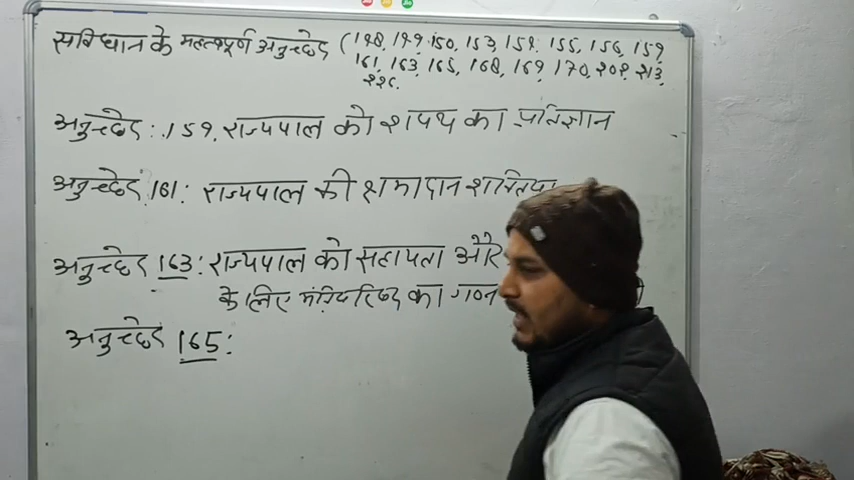 संविधान के महत्वपूर्ण अनुच्छेद (148, 149, 150, 153, 154, 155, 156, 159,
161, 163, 165, 168, 169, 170, 202, 213,
226.
अनुच्छेद : 159. राज्यपाल को शपथ का प्रतिज्ञान
अनुच्छेद 161: राज्यपाल की क्षमादान शक्तियां
अनुच्छेद 163: राज्यपाल को सहायता और
के लिए मंत्रिपरिषद का गठन
अनुच्छेद 165: